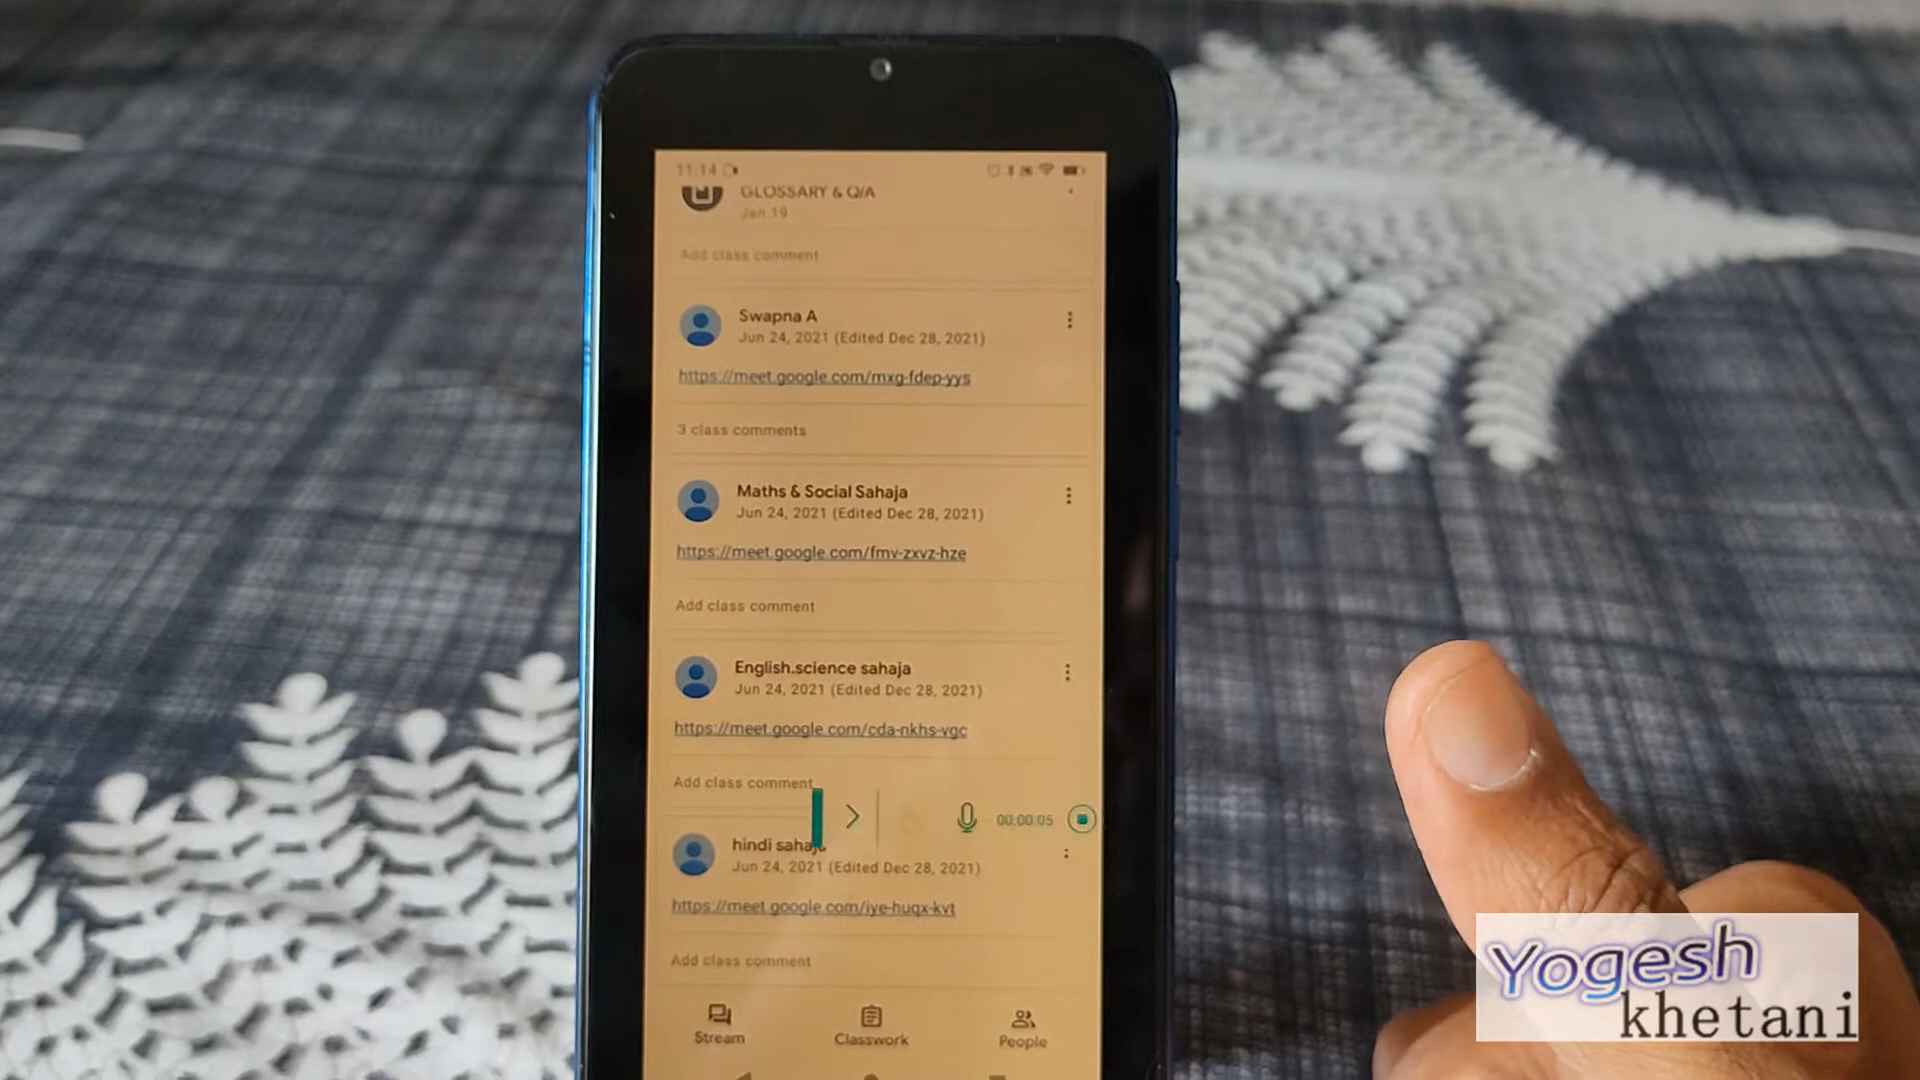 11:14
GLOSSARY & Q/A
Jan 19
Add class comment
Swapna A
Jun 24, 2021 (Edited Dec 28, 2021)
https://meet.google.com/mxg-fdep-yys
3 class comments
Maths & Social Sahaja
Jun 24, 2021 (Edited Dec 28, 2021)
https://meet.google.com/fmv-zxvz-hze
Add class comment
English.science sahaja
Jun 24, 2021 (Edited Dec 28, 2021)
https://meet.google.com/cda-nkhs-vgc
Add class comment
00:00:05
hindi sahaja
Jun 24, 2021 (Edited Dec 28, 2021)
https://meet.google.com/iye-huqx-kvt
Add class comment
Stream
Classwork
People
Yogesh
khetani